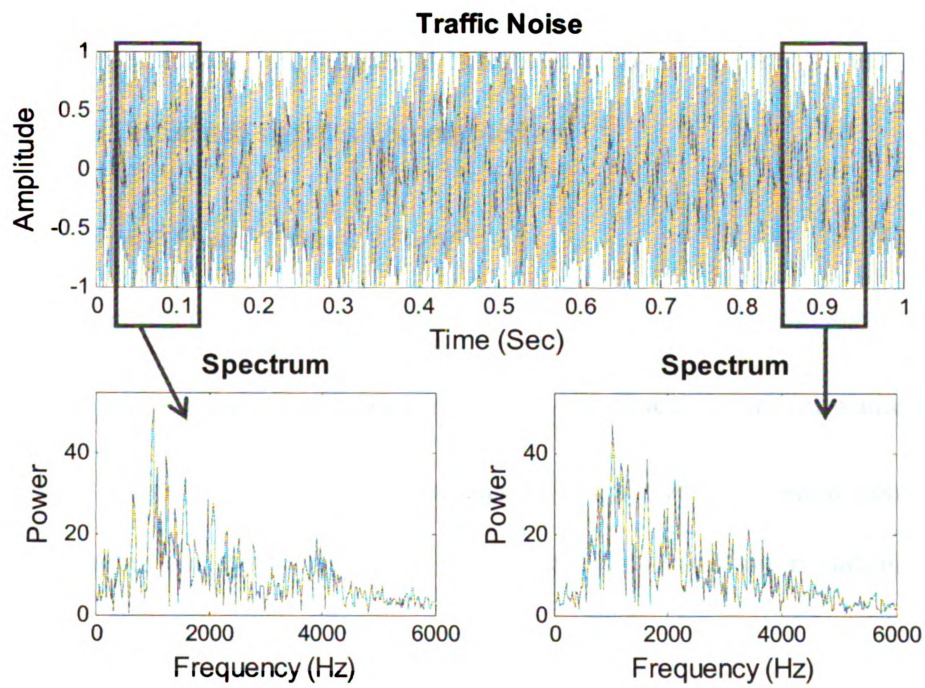 Traffic Noise
Amplitude
1
0.5
0
-0.5
-1
0 0.1 0.2 0.3 0.4 0.5 0.6 0.7 0.8 0.9 1
Time (Sec)
Spectrum
Power
40
20
0
0 2000 4000 6000
Frequency (Hz)
Spectrum
Power
40
20
0
0 2000 4000 6000
Frequency (Hz)